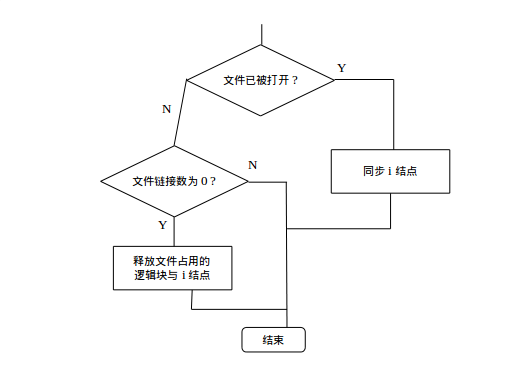 文件已被打开？
Y
N
文件链接数为 0？
N
同步 i 结点
Y
释放文件占用的
逻辑块与 i 结点
结束